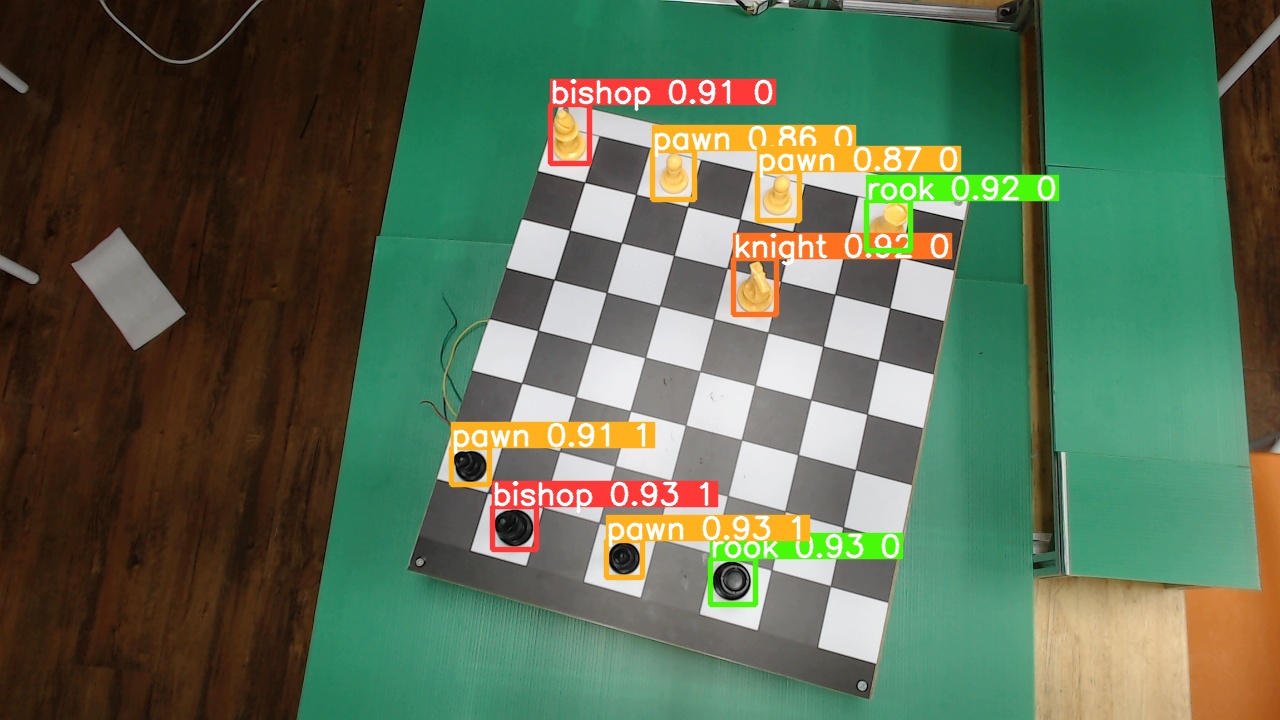 bishop 0.91 0
pawn 0.86 0
pawn 0.87 0
rook 0.92 0
knight 0.92 0
pawn 0.91 1
bishop 0.93 1
pawn 0.93 1
rook 0.93 0